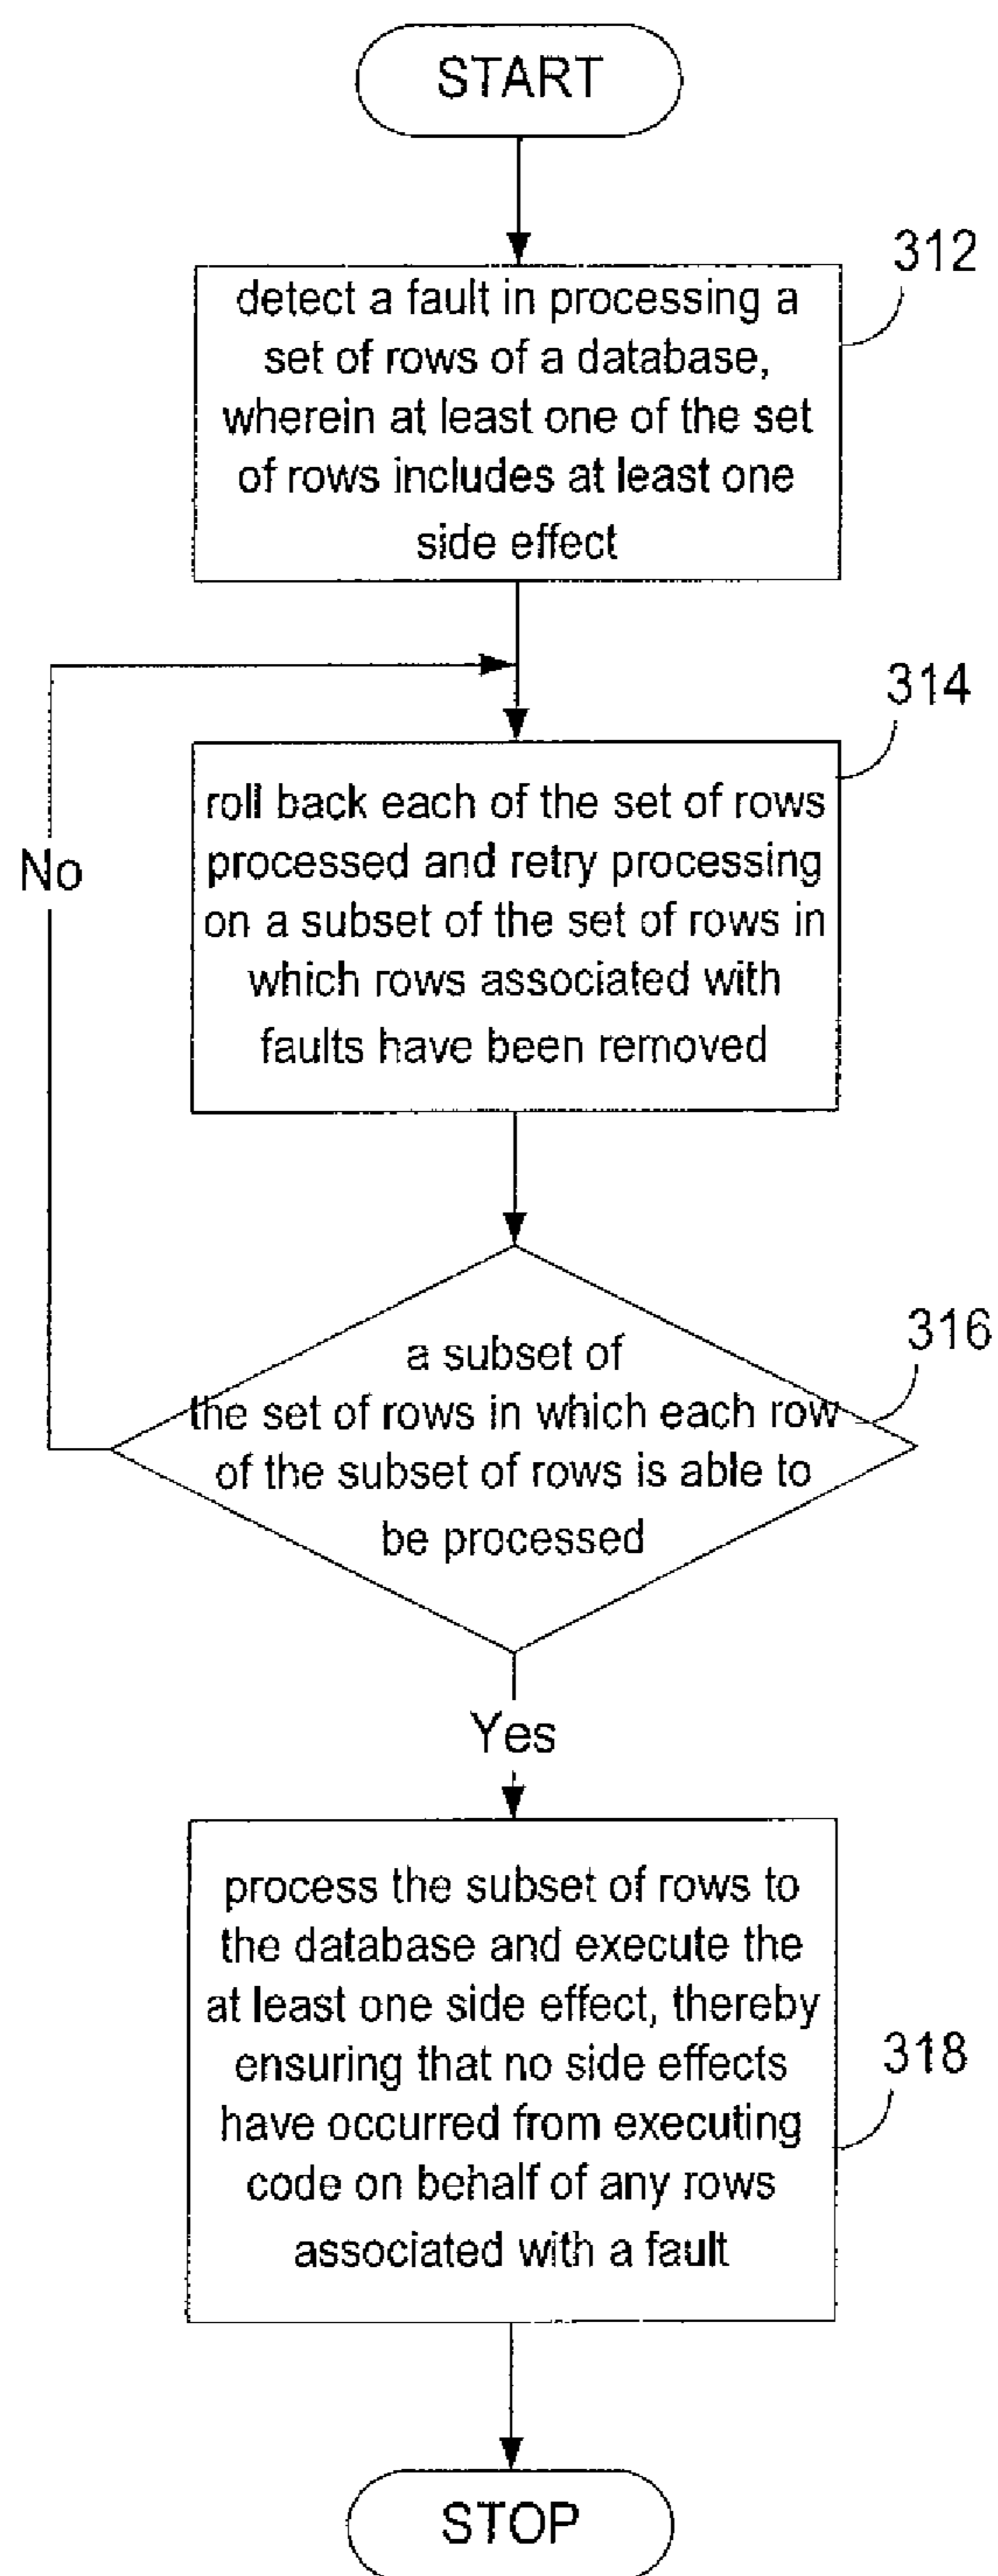 START
312
detect a fault in processing a
set of rows of a database,
wherein at least one of the set
of rows includes at least one
side effect
314
roll back each of the set of rows
processed and retry processing
on a subset of the set of rows in
which rows associated with
faults have been removed
No
316
a subset of
the set of rows in which each row
of the subset of rows is able to
be processed
Yes
process the subset of rows to
the database and execute the
at least one side effect, thereby
ensuring that no side effects
have occurred from executing
code on behalf of any rows
associated with a fault
318
STOP